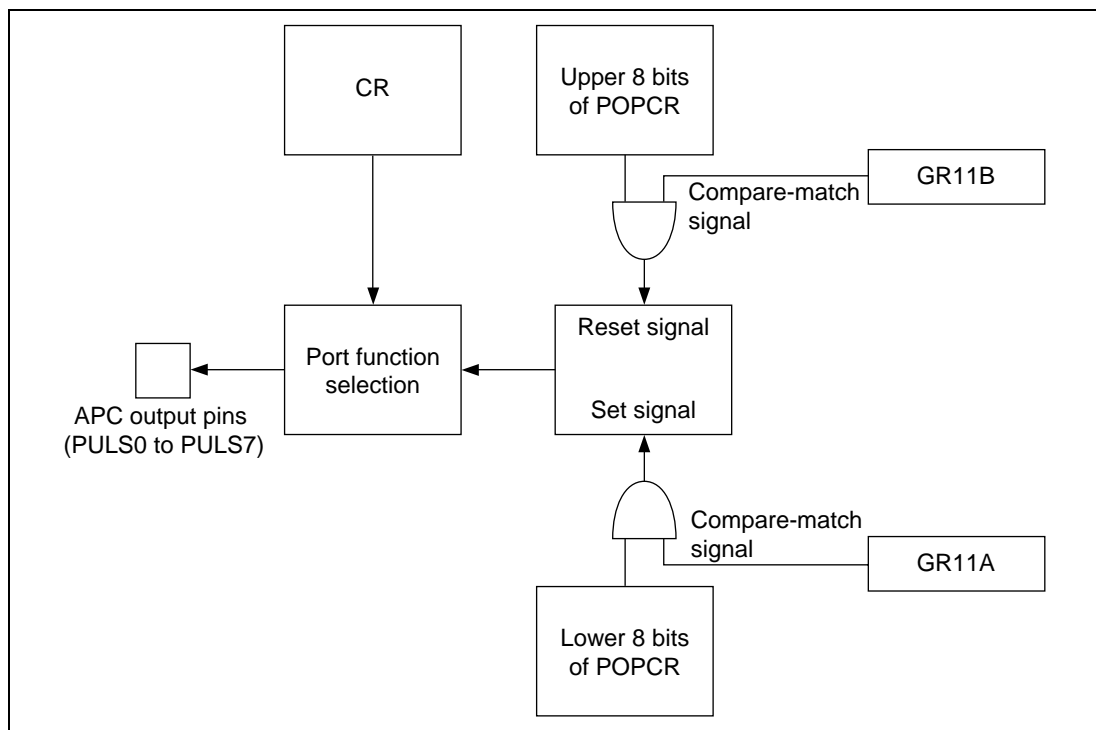 CR
Upper 8 bits
of POPCR
Compare-match
signal
GR11B
Port function
selection
Reset signal
Set signal
APC output pins
(PULS0 to PULS7)
Compare-match
signal
GR11A
Lower 8 bits
of POPCR